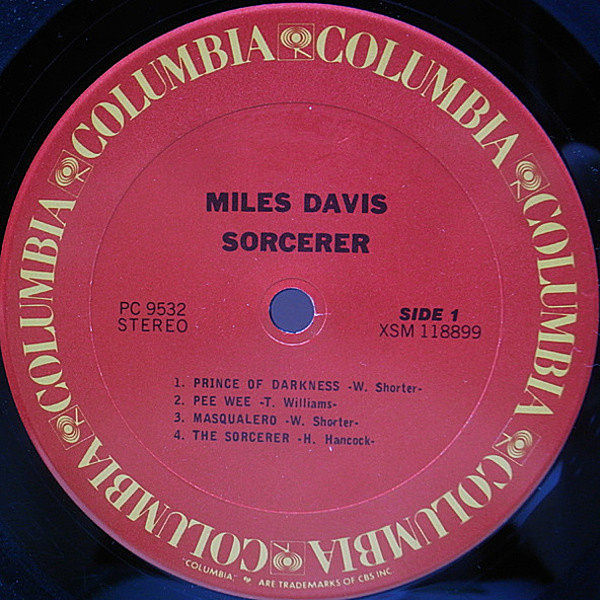 COLUMBIA COLUMBIA COLUMBIA COLUMBIA COLUMBIA COLUMBIA COLUMBIA
MILES DAVIS
SORCERER
PC 9532
STEREO
SIDE 1
XSM 118899
1. PRINCE OF DARKNESS -W. Shorter-
2. PEE WEE -T. Williams-
3. MASQUALERO -W. Shorter-
4. THE SORCERER -H. Hancock-
"COLUMBIA," ARE TRADEMARKS OF CBS INC.